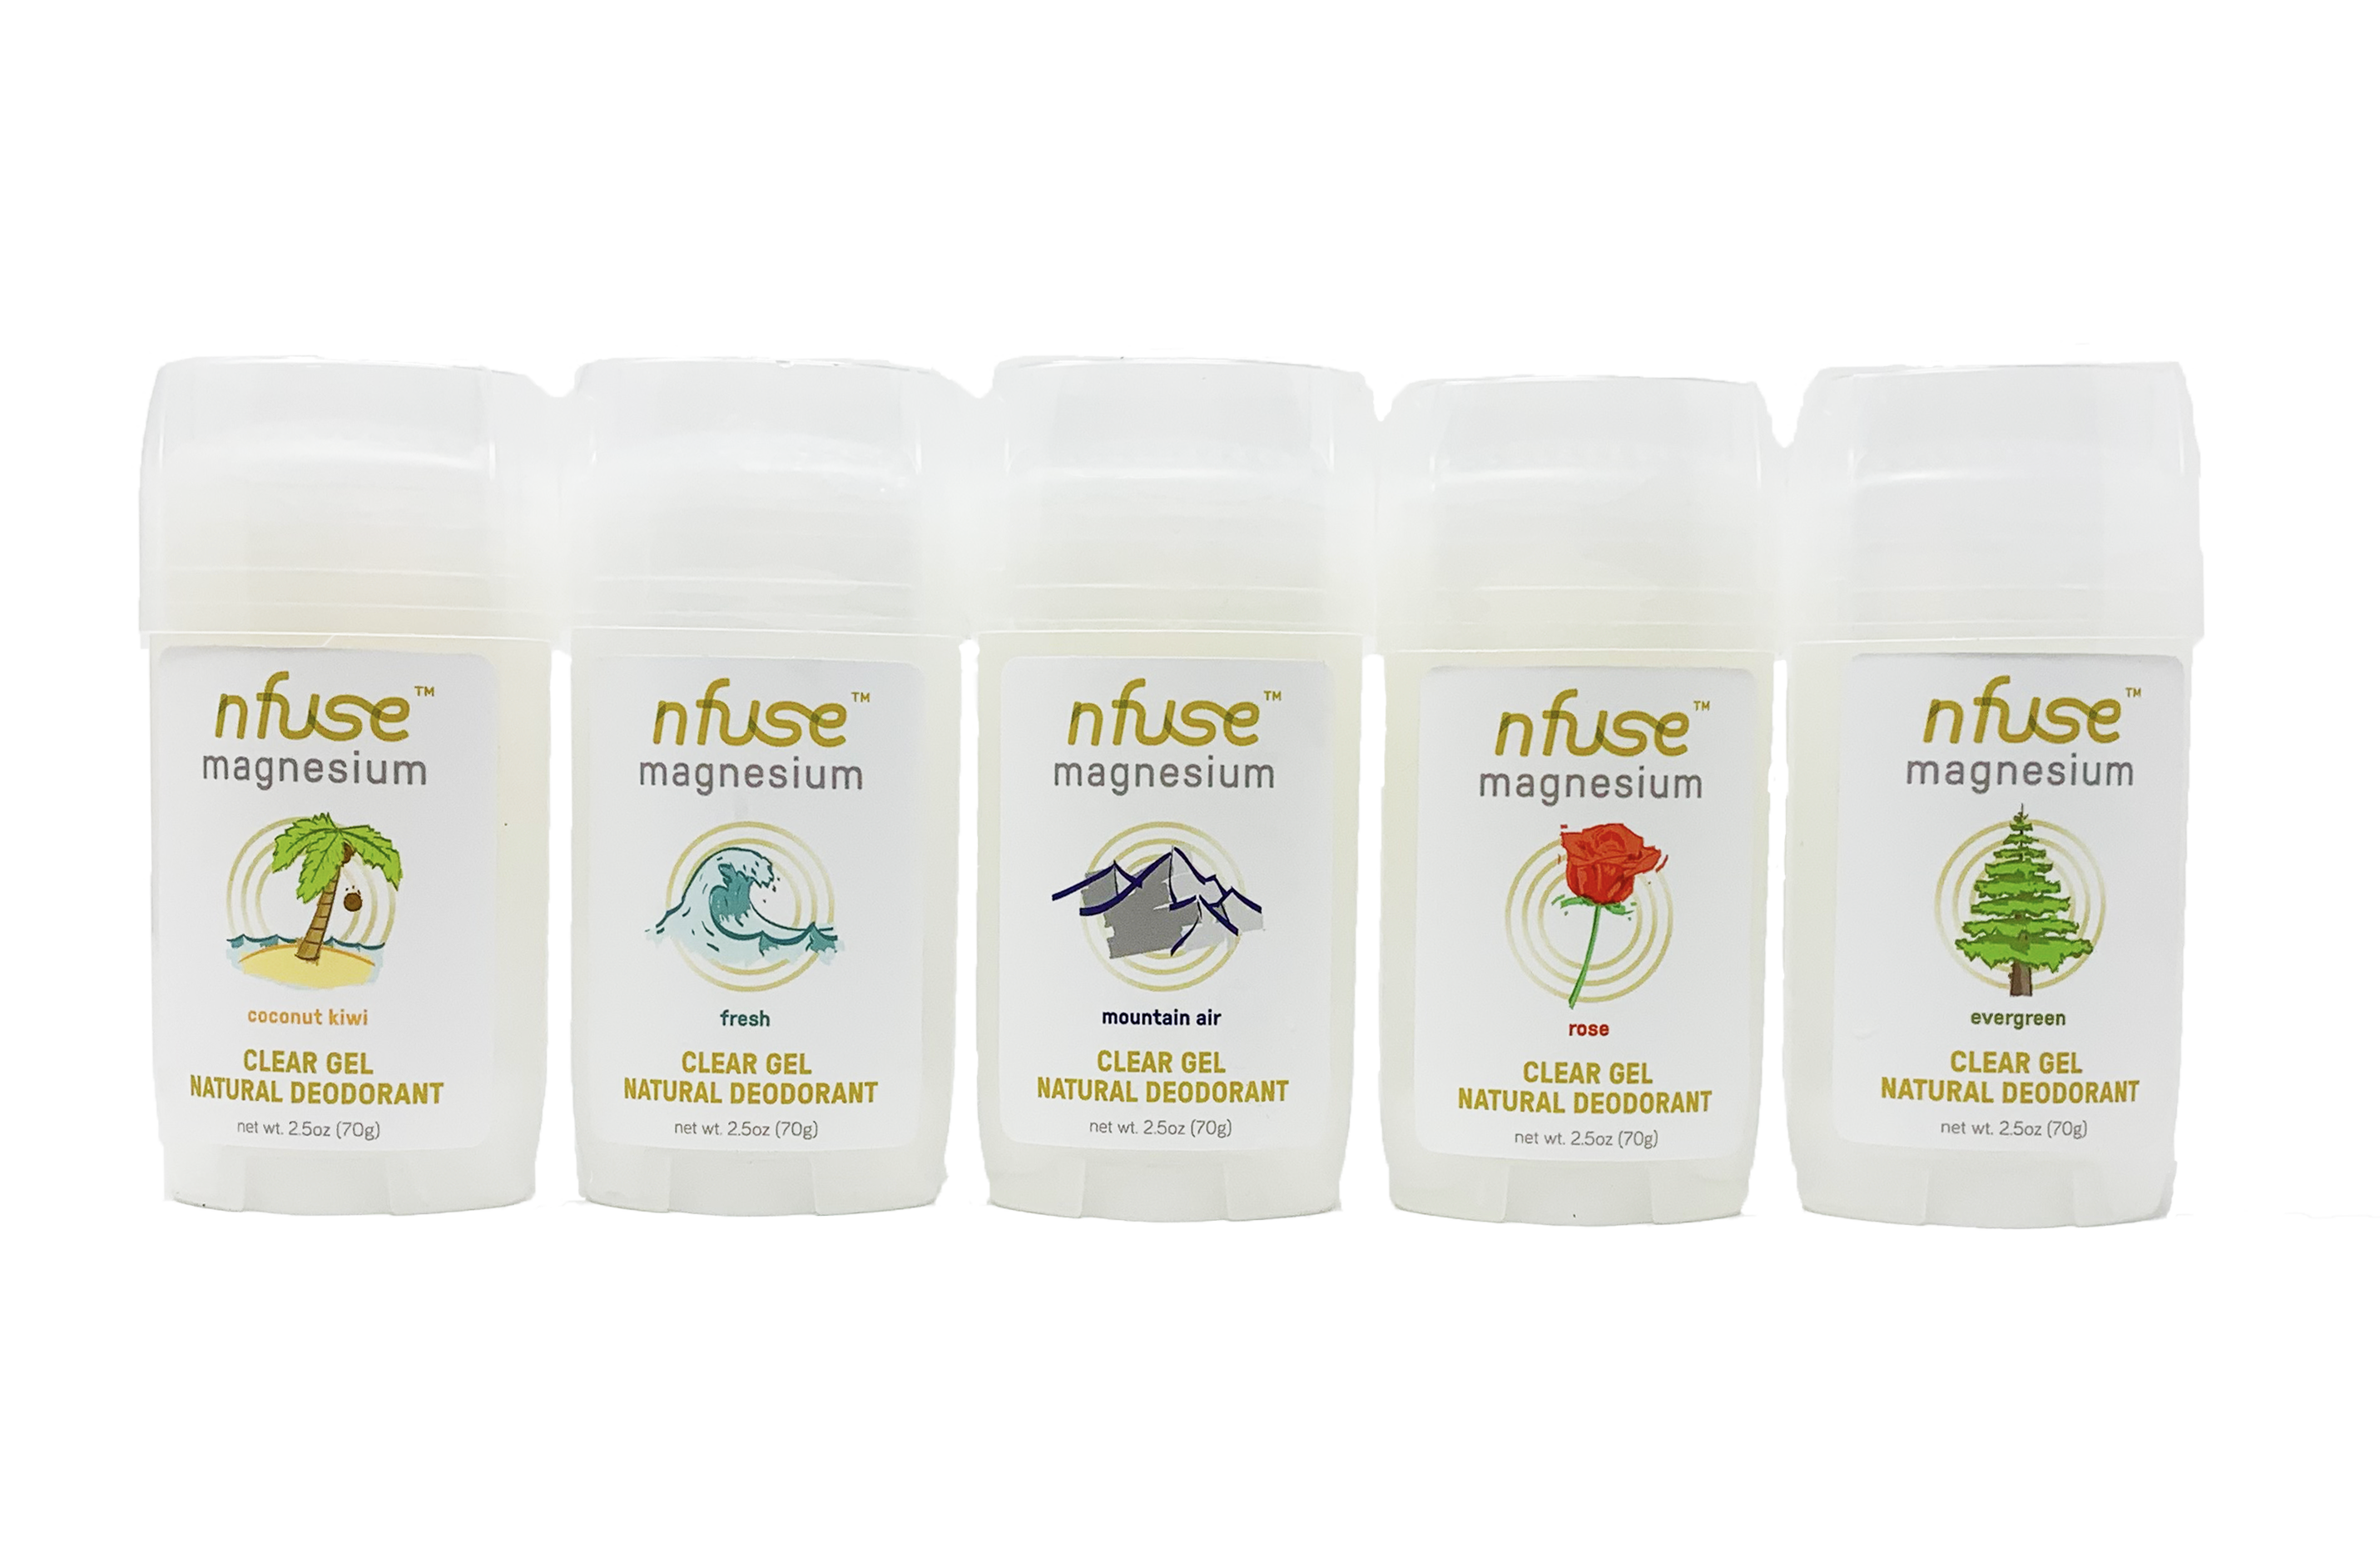 nfuse™
magnesium
coconut kiwi
CLEAR GEL
NATURAL DEODORANT
net wt. 2.5oz (70g)
nfuse™
magnesium
fresh
CLEAR GEL
NATURAL DEODORANT
net wt. 2.5oz (70g)
nfuse™
magnesium
mountain air
CLEAR GEL
NATURAL DEODORANT
net wt. 2.5oz (70g)
nfuse™
magnesium
rose
CLEAR GEL
NATURAL DEODORANT
net wt. 2.5oz (70g)
nfuse™
magnesium
evergreen
CLEAR GEL
NATURAL DEODORANT
net wt. 2.5oz (70g)